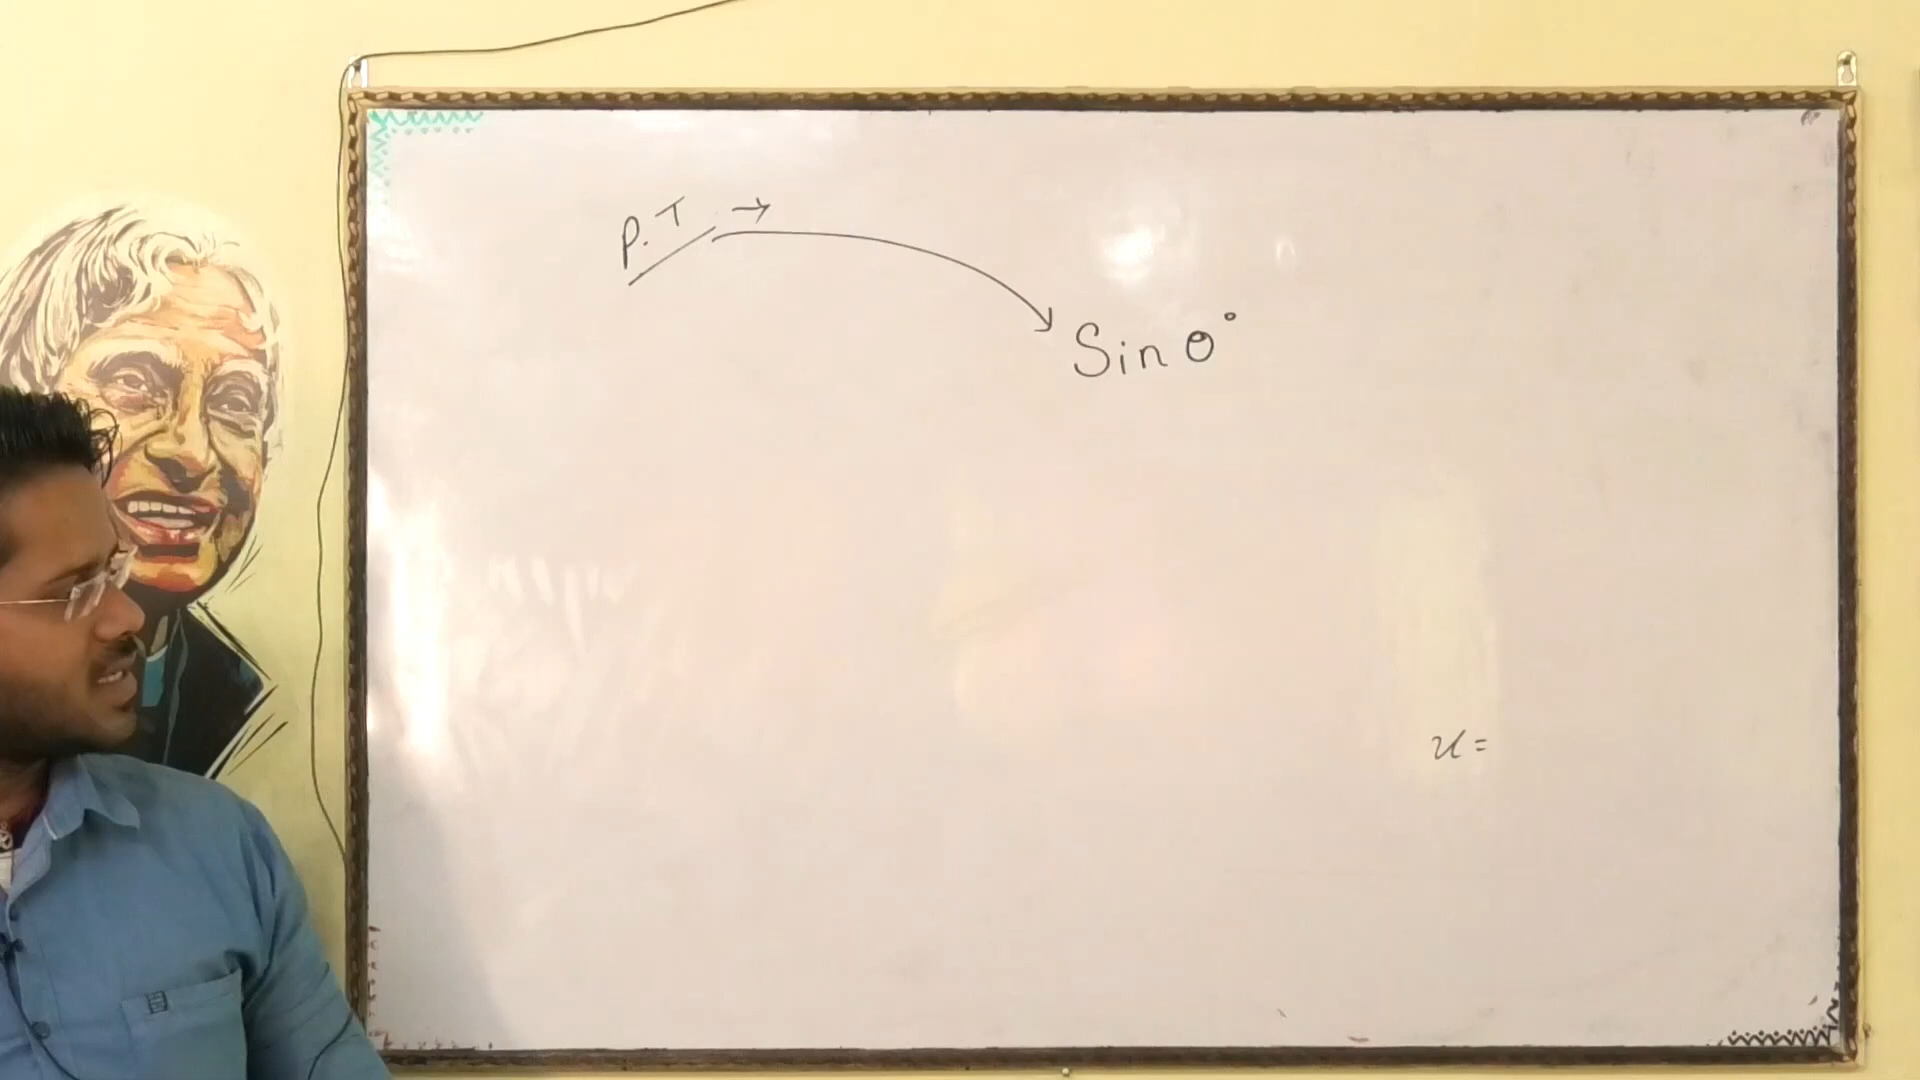 P.T →
Sin θ°
x =